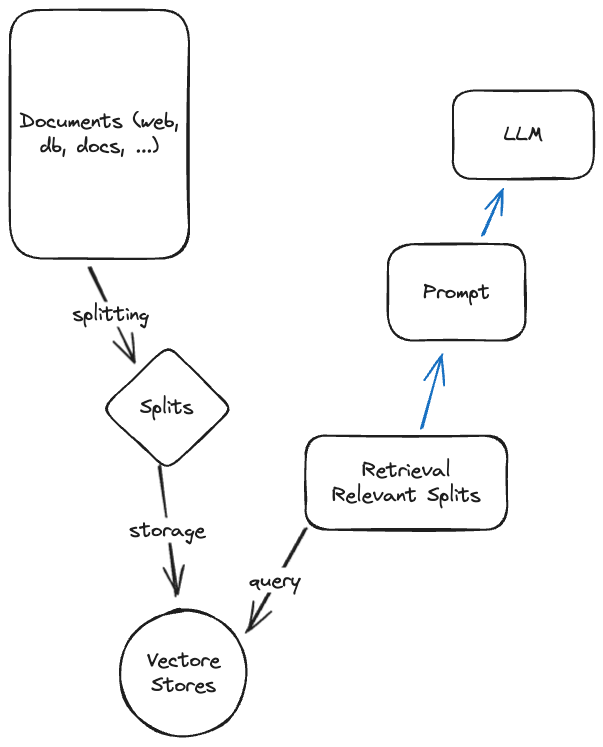 Documents (web,
db, docs, ...)
splitting
Splits
storage
Vectore
Stores
query
Retrieval
Relevant Splits
Prompt
LLM